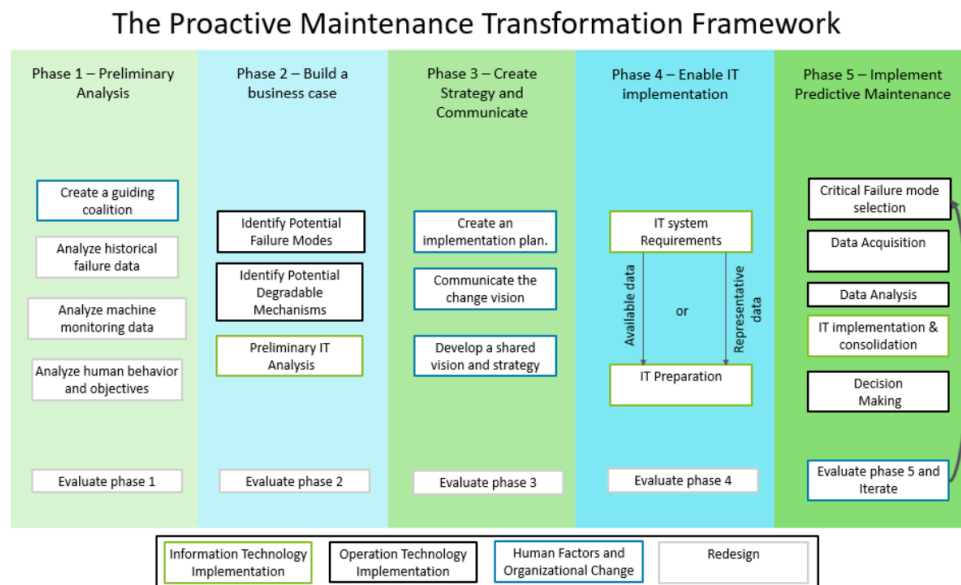 The Proactive Maintenance Transformation Framework
Phase 1 – Preliminary
Analysis
Create a guiding
coalition
Analyze historical
failure data
Analyze machine
monitoring data
Analyze human behavior
and objectives
Evaluate phase 1
Phase 2 – Build a
business case
Identify Potential
Failure Modes
Identify Potential
Degradable
Mechanisms
Preliminary IT
Analysis
Evaluate phase 2
Phase 3 – Create
Strategy and
Communicate
Create an
implementation plan.
Communicate the
change vision
Develop a shared
vision and strategy
Evaluate phase 3
Phase 4 – Enable IT
implementation
IT system
Requirements
Available data
or
Representative
data
IT Preparation
Evaluate phase 4
Phase 5 – Implement
Predictive Maintenance
Critical Failure mode
selection
Data Acquisition
Data Analysis
IT implementation &
consolidation
Decision
Making
Evaluate phase 5 and
Iterate
Information Technology
Implementation
Operation Technology
Implementation
Human Factors and
Organizational Change
Redesign